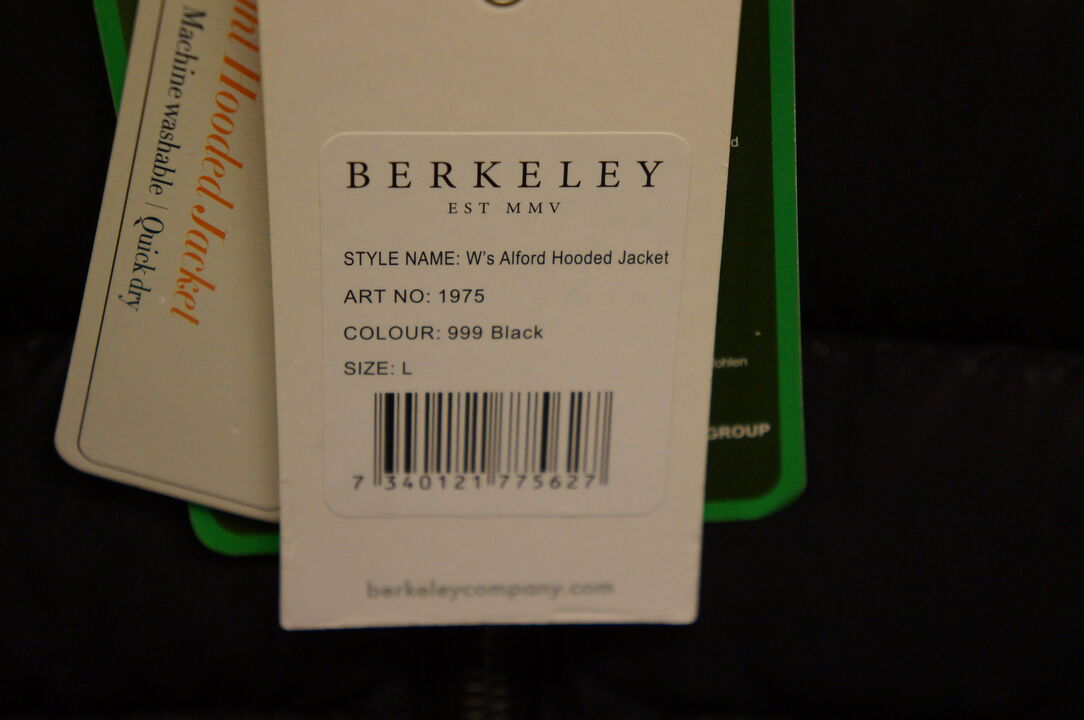 BERKELEY
EST MMV
STYLE NAME: W's Alford Hooded Jacket
ART NO: 1975
COLOUR: 999 Black
SIZE: L
7 340121 775627
berkeleycompany.com
Hooded Jacket
Machine washable | Quick dry
GROUP